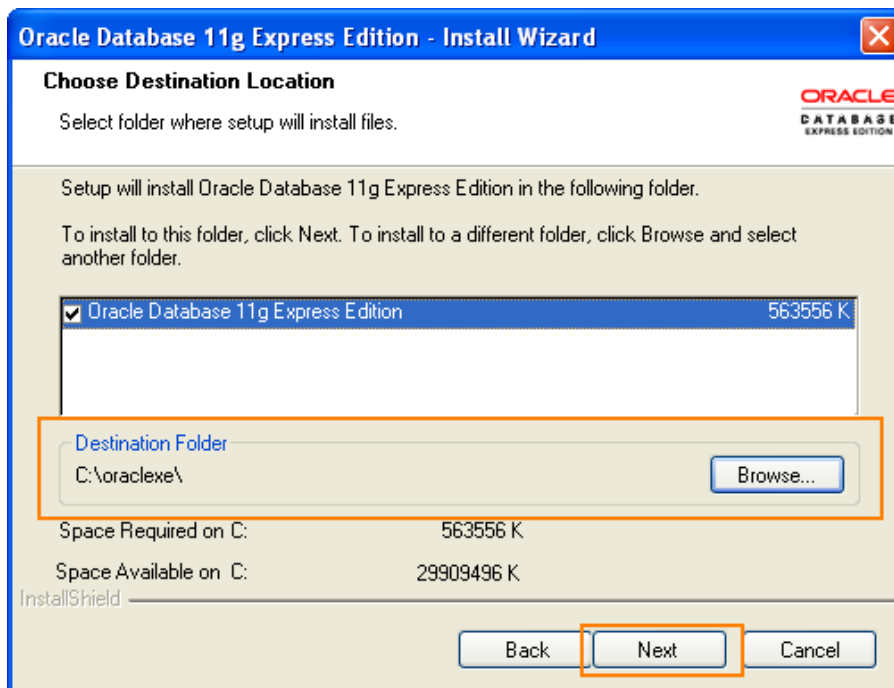 Oracle Database 11g Express Edition - Install Wizard
Choose Destination Location
Select folder where setup will install files.
ORACLE
DATABASE
EXPRESS EDITION
Setup will install Oracle Database 11g Express Edition in the following folder.
To install to this folder, click Next. To install to a different folder, click Browse and select
another folder.
Oracle Database 11g Express Edition 563556 K
Destination Folder
C:\oraclexe\ Browse...
Space Required on C: 563556 K
Space Available on C: 29909496 K
InstallShield
Back Next Cancel